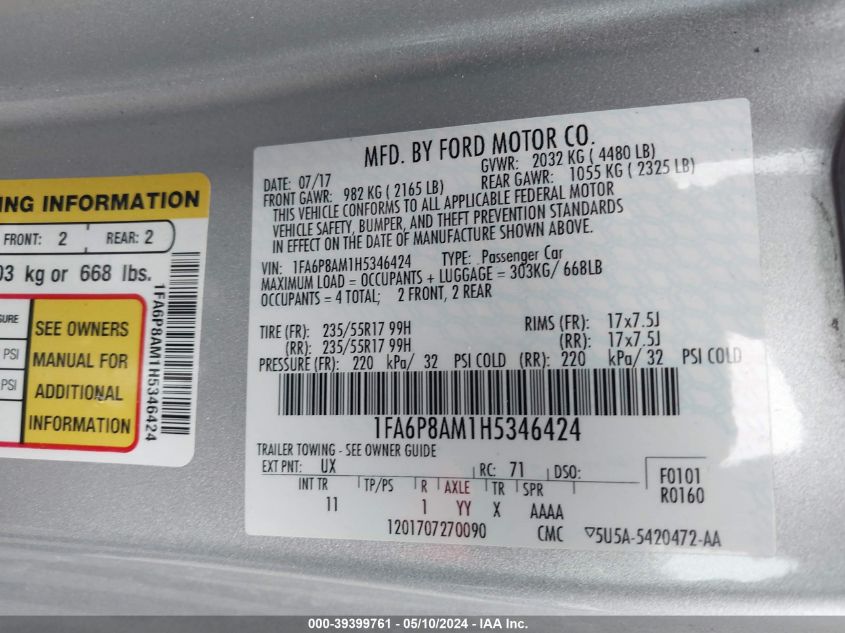 NG INFORMATION
FRONT: 2 REAR: 2
03 kg or 668 lbs.
SURE
PSI
PSI
SEE OWNERS
MANUAL FOR
ADDITIONAL
INFORMATION
1FA6P8AM1H5346424
MFD. BY FORD MOTOR CO.
DATE: 07/17 GVWR: 2032 KG ( 4480 LB)
FRONT GAWR: 982 KG ( 2165 LB) REAR GAWR: 1055 KG ( 2325 LB)
THIS VEHICLE CONFORMS TO ALL APPLICABLE FEDERAL MOTOR
VEHICLE SAFETY, BUMPER, AND THEFT PREVENTION STANDARDS
IN EFFECT ON THE DATE OF MANUFACTURE SHOWN ABOVE.
VIN: 1FA6P8AM1H5346424 TYPE: Passenger Car
MAXIMUM LOAD = OCCUPANTS + LUGGAGE = 303KG/ 668LB
OCCUPANTS = 4 TOTAL; 2 FRONT, 2 REAR
TIRE (FR): 235/55R17 99H RIMS (FR): 17x7.5J
(RR): 235/55R17 99H (RR): 17x7.5J
PRESSURE (FR): 220 kPa/ 32 PSI COLD (RR): 220 kPa/ 32 PSI COLD
1FA6P8AM1H5346424
TRAILER TOWING - SEE OWNER GUIDE
EXT PNT: UX RC: 71 DSO: F0101
INT TR TP/PS R AXLE TR SPR R0160
11 1 YY X AAAA
1201707270090 CMC ▽5U5A-5420472-AA
000-39399761 - 05/10/2024 - IAA Inc.